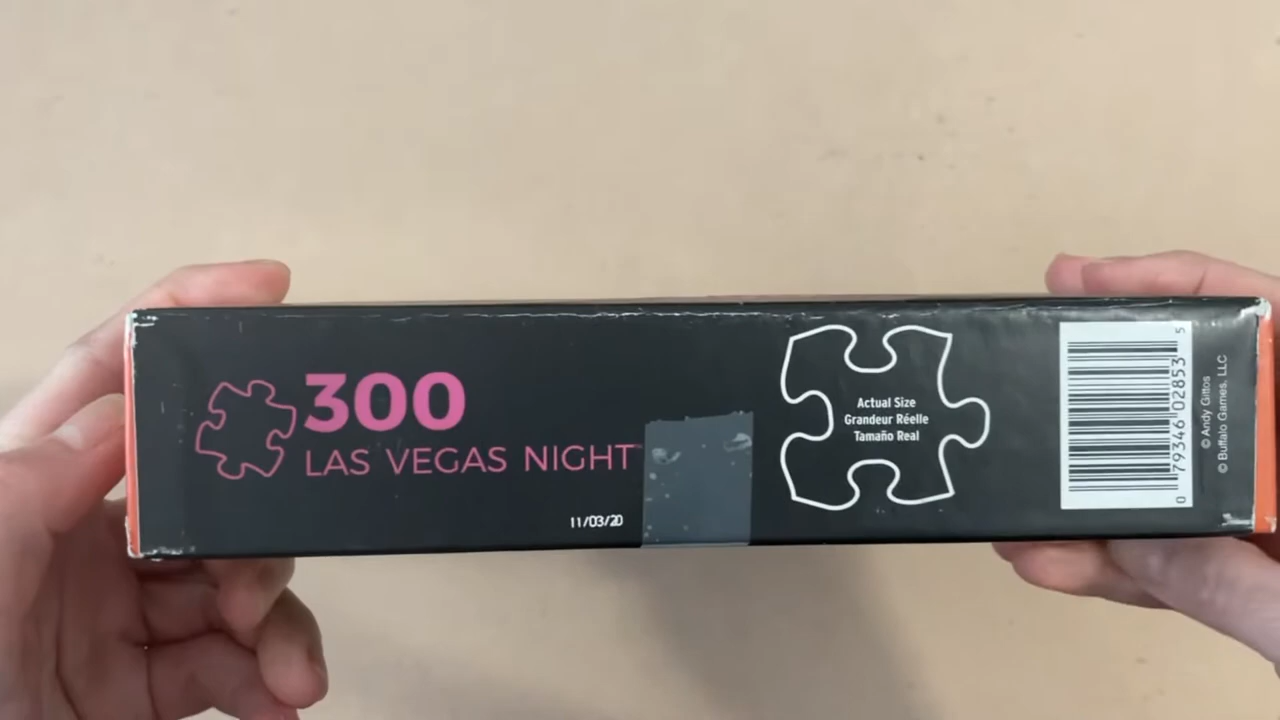 300
LAS VEGAS NIGHT™
11/03/20
Actual Size
Grandeur Réelle
Tamaño Real
0 79346 02853 5
© Andy Gittos
© Buffalo Games, LLC